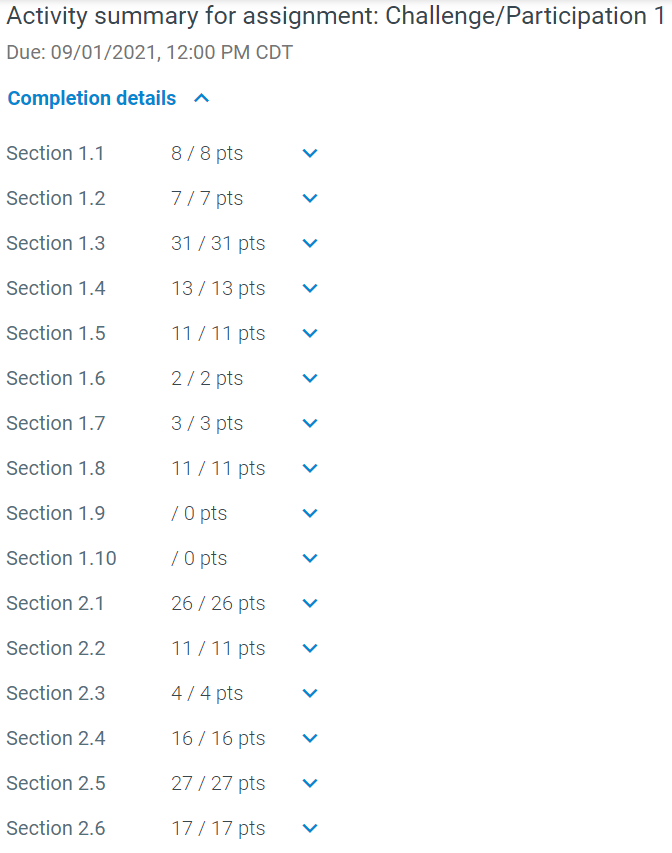 Activity summary for assignment: Challenge/Participation 1
Due: 09/01/2021, 12:00 PM CDT
Completion details
Section 1.1 8 / 8 pts
Section 1.2 7 / 7 pts
Section 1.3 31 / 31 pts
Section 1.4 13 / 13 pts
Section 1.5 11 / 11 pts
Section 1.6 2 / 2 pts
Section 1.7 3 / 3 pts
Section 1.8 11 / 11 pts
Section 1.9 / 0 pts
Section 1.10 / 0 pts
Section 2.1 26 / 26 pts
Section 2.2 11 / 11 pts
Section 2.3 4 / 4 pts
Section 2.4 16 / 16 pts
Section 2.5 27 / 27 pts
Section 2.6 17 / 17 pts